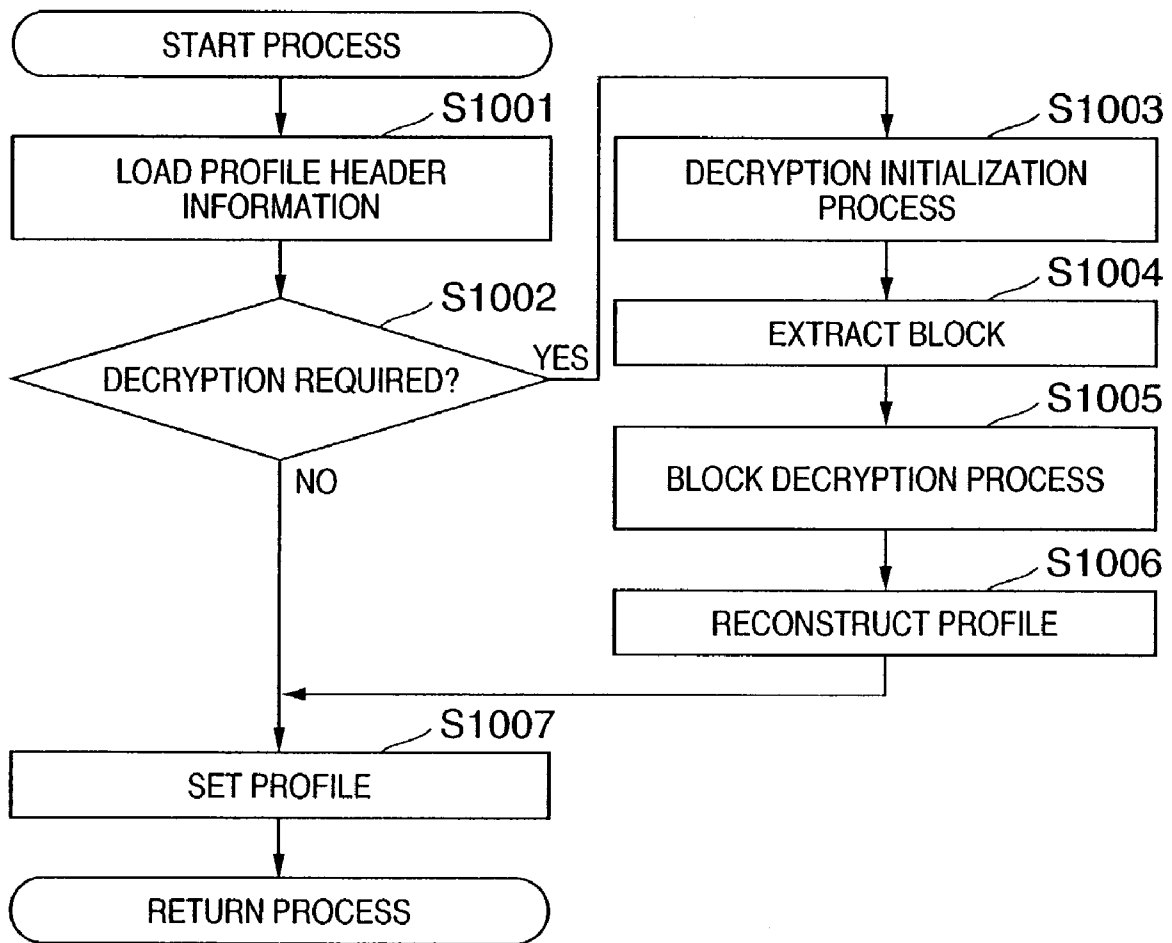 START PROCESS
S1001
LOAD PROFILE HEADER
INFORMATION
S1002
DECRYPTION REQUIRED?
YES
NO
S1003
DECRYPTION INITIALIZATION
PROCESS
S1004
EXTRACT BLOCK
S1005
BLOCK DECRYPTION PROCESS
S1006
RECONSTRUCT PROFILE
S1007
SET PROFILE
RETURN PROCESS